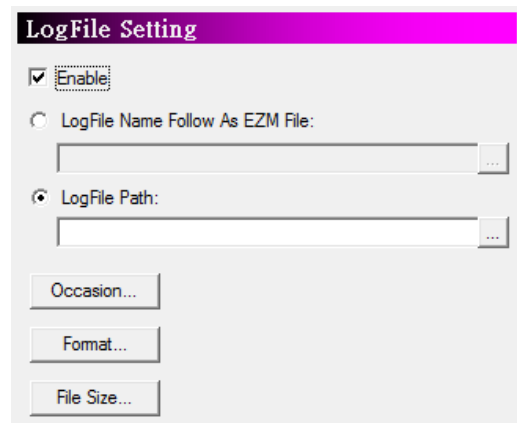 LogFile Setting
Enable
LogFile Name Follow As EZM File:
...
LogFile Path:
...
Occasion...
Format...
File Size...